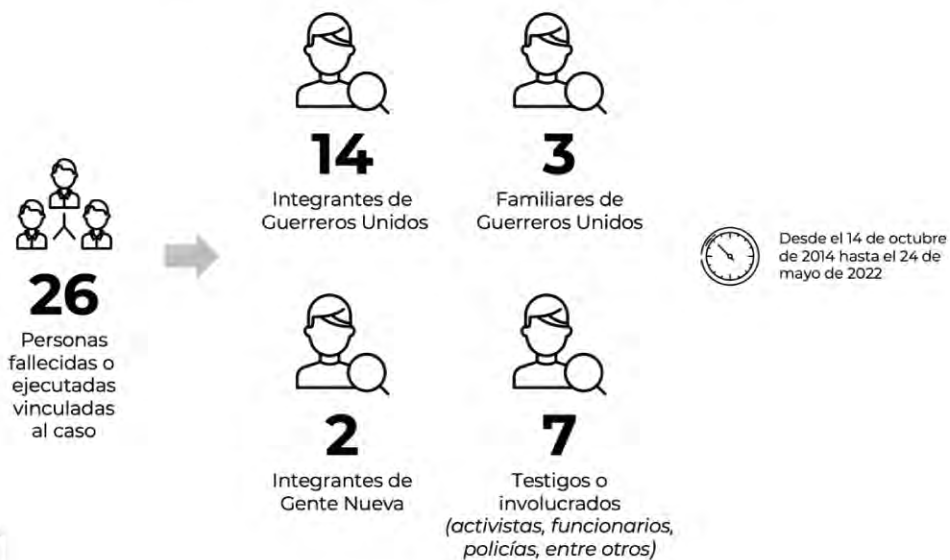 26
Personas
fallecidas o
ejecutadas
vinculadas
al caso
14
Integrantes de
Guerreros Unidos
3
Familiares de
Guerreros Unidos
2
Integrantes de
Gente Nueva
7
Testigos o
involucrados
(activistas, funcionarios,
policías, entre otros)
Desde el 14 de octubre
de 2014 hasta el 24 de
mayo de 2022